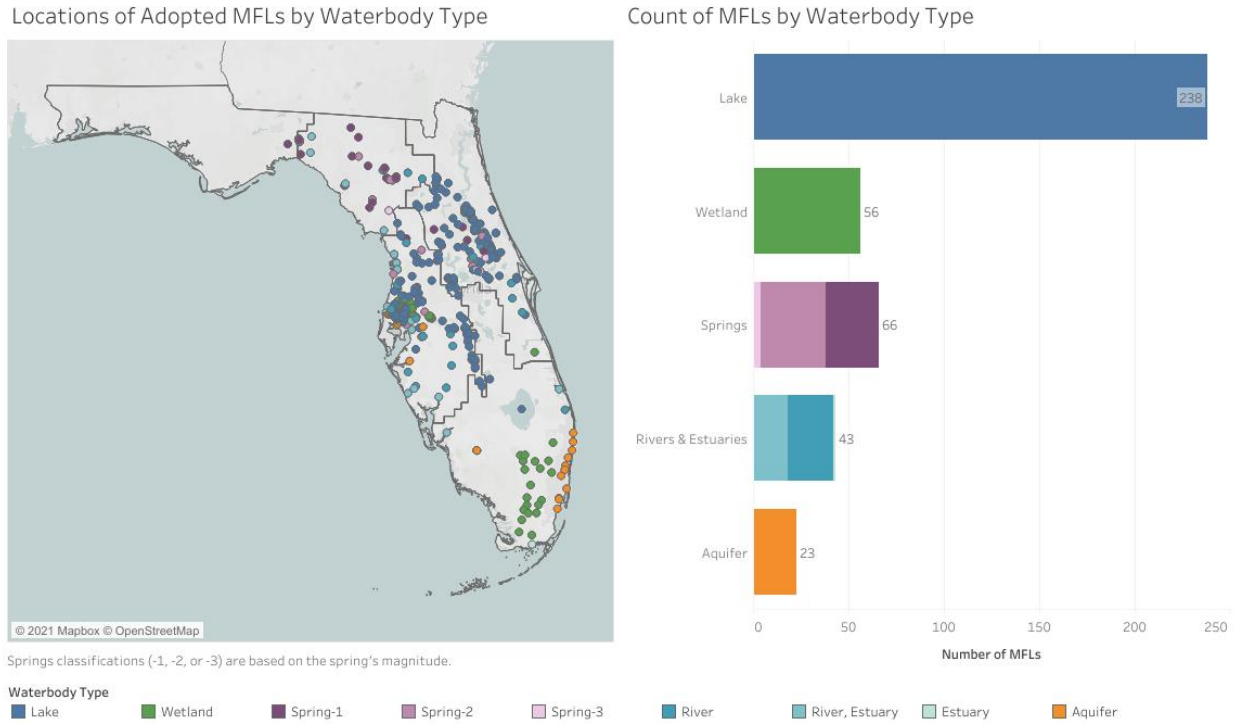 Locations of Adopted MFLs by Waterbody Type
Count of MFLs by Waterbody Type
Lake
238
Wetland
56
Springs
66
Rivers & Estuaries
43
Aquifer
23
0 50 100 150 200 250
Number of MFLs
© 2021 Mapbox © OpenStreetMap
Springs classifications (-1, -2, or -3) are based on the spring's magnitude.
Waterbody Type
Lake Wetland Spring-1 Spring-2 Spring-3 River River, Estuary Estuary Aquifer